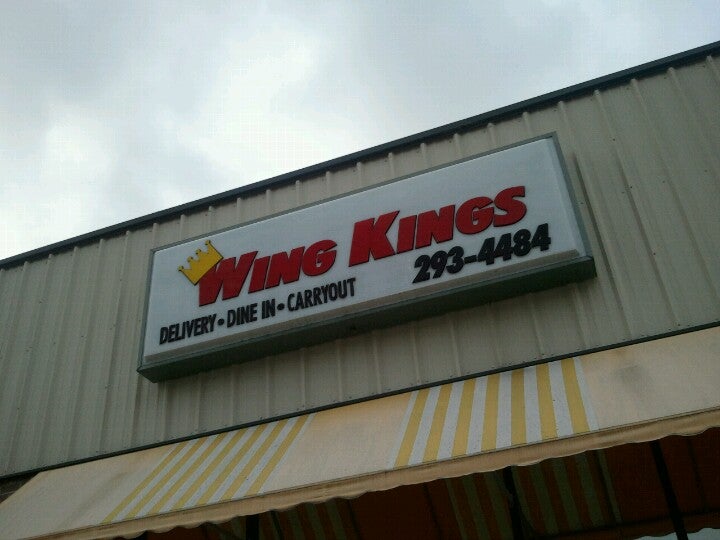 WING KINGS
293-4484
DELIVERY • DINE IN • CARRYOUT